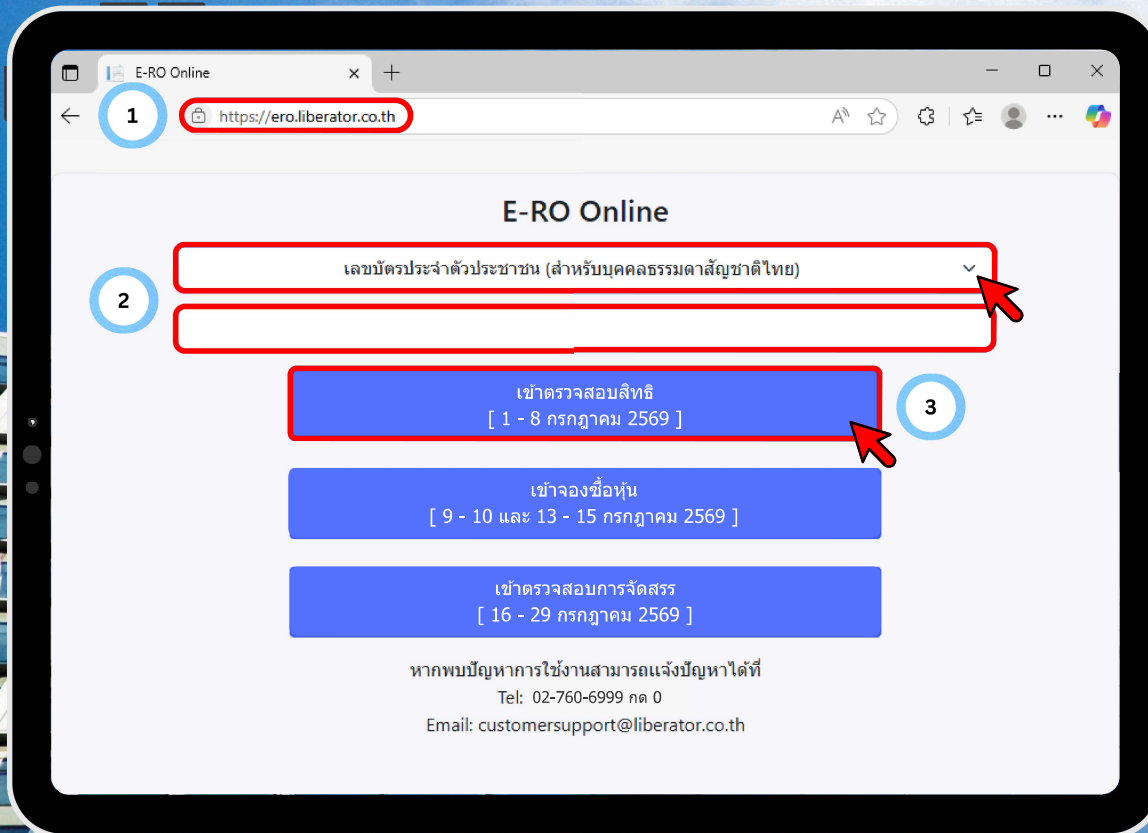 E-RO Online
1
https://ero.liberator.co.th
E-RO Online
เลขบัตรประจำตัวประชาชน (สำหรับบุคคลธรรมดาสัญชาติไทย)
2
เข้าตรวจสอบสิทธิ
[ 1 - 8 กรกฎาคม 2569 ]
3
เข้าจองซื้อหุ้น
[ 9 - 10 และ 13 - 15 กรกฎาคม 2569 ]
เข้าตรวจสอบการจัดสรร
[ 16 - 29 กรกฎาคม 2569 ]
หากพบปัญหาการใช้งานสามารถแจ้งปัญหาได้ที่
Tel: 02-760-6999 กด 0
Email: customersupport@liberator.co.th